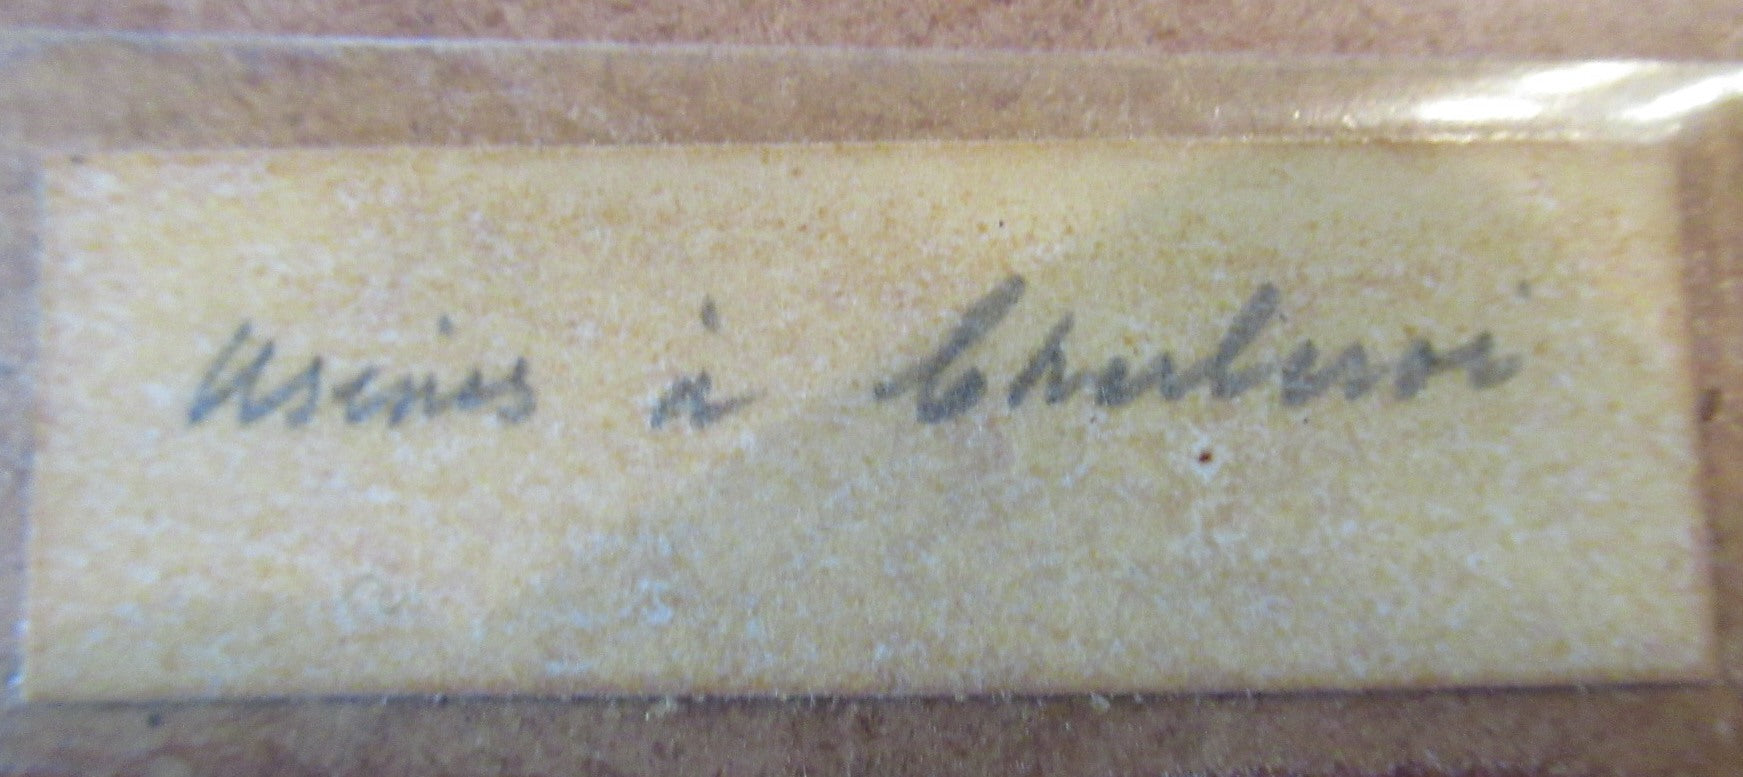 Usines à Charleroi